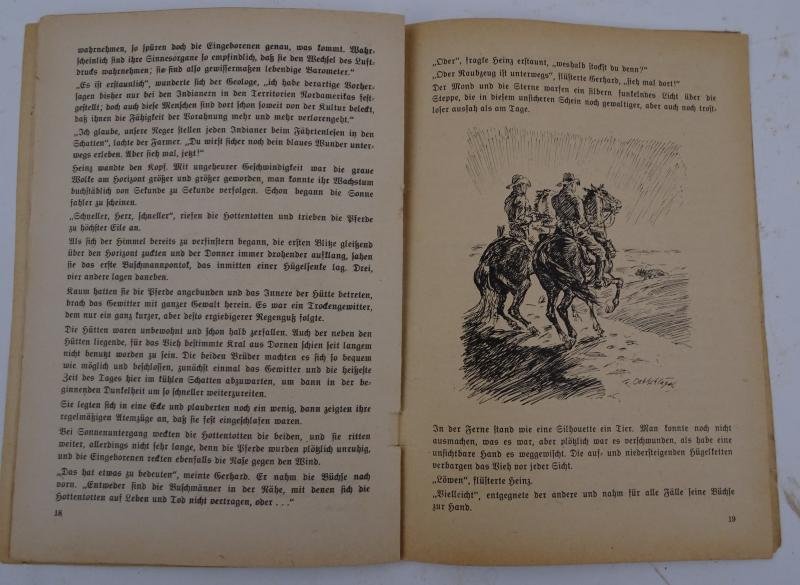 wahrnehmen, so spüren doch die Eingeborenen genau, was kommt. Wahr-
scheinlich sind ihre Sinnesorgane so empfindlich, daß sie den Wechsel des Luft-
drucks wahrnehmen; sie sind also gewissermaßen lebendige Barometer.“
„Es ist erstaunlich“, wunderte sich der Geologe, „ich habe derartige Vorher-
sagen bisher nur bei den Indianern in den Territorien Nordamerikas fest-
gestellt; doch auch diese Menschen sind dort schon soweit von der Kultur beleckt,
daß ihnen die Fähigkeit der Vorahnung mehr und mehr verlorengeht.“
„Ich glaube, unsere Neger stellen jeden Indianer beim Fährtenlesen in den
Schatten“, lachte der Farmer. „Du wirst sicher noch dein blaues Wunder unter-
wegs erleben. Aber sieh mal, jetzt!“
Heinz wandte den Kopf. Mit ungeheurer Geschwindigkeit war die graue
Wolke am Horizont größer und größer geworden, man konnte ihr Wachstum
buchstäblich von Sekunde zu Sekunde verfolgen. Schon begann die Sonne
fahler zu scheinen.
„Schneller, Herr, schneller“, riefen die Hottentotten und trieben die Pferde
zu höchster Eile an.
Als sich der Himmel bereits zu verfinstern begann, die ersten Blitze gleißend
über den Horizont zuckten und der Donner immer drohender aufklang, sahen
sie das erste Buschmannpontok, das inmitten einer Hügelsenke lag. Drei,
vier andere lagen daneben.
Kaum hatten sie die Pferde angebunden und das Innere der Hütte betreten,
brach das Gewitter mit ganzer Gewalt herein. Es war ein Trockengewitter,
dem nur ein ganz kurzer, aber desto ergiebigerer Regenguß folgte.
Die Hütten waren unbewohnt und schon halb zerfallen. Auch der neben den
Hütten liegende, für das Vieh bestimmte Kral aus Dornen schien seit langem
nicht benutzt worden zu sein. Die beiden Brüder machten es sich so bequem
wie möglich und beschlossen, zunächst einmal das Gewitter und die heißeste
Zeit des Tages hier im kühlen Schatten abzuwarten, um dann in der be-
ginnenden Dunkelheit um so schneller weiterzureiten.
Sie legten sich in eine Ecke und plauderten noch ein wenig, dann zeigten ihre
regelmäßigen Atemzüge an, daß sie fest eingeschlafen waren.
Bei Sonnenuntergang weckten die Hottentotten die beiden, und sie ritten
weiter, allerdings nicht sehr lange, denn die Pferde wurden plötzlich unruhig,
und die Eingeborenen reckten ebenfalls die Nase gegen den Wind.
„Das hat etwas zu bedeuten“, meinte Gerhard. Er nahm die Büchse nach
vorn. „Entweder sind die Buschmänner in der Nähe, mit denen sich die
Hottentotten auf Leben und Tod nicht vertragen, oder . . .“
18
„Oder“, fragte Heinz erstaunt, „weshalb stockst du denn?“
„Oder Raubzeug ist unterwegs“, flüsterte Gerhard, „sieh mal dort!“
Der Mond und die Sterne warfen ein silbern funkelndes Licht über die
Steppe, die in diesem unsicheren Schein noch gewaltiger, aber auch noch trost-
loser aussah als am Tage.
In der Ferne stand wie eine Silhouette ein Tier. Man konnte noch nicht
ausmachen, was es war, aber plötzlich war es verschwunden, als habe eine
unsichtbare Hand es weggewischt. Die auf- und niedersteigenden Hügelketten
verbargen das Vieh vor jeder Sicht.
„Löwen“, flüsterte Heinz.
„Vielleicht“, entgegnete der andere und nahm für alle Fälle seine Büchse
zur Hand.
19